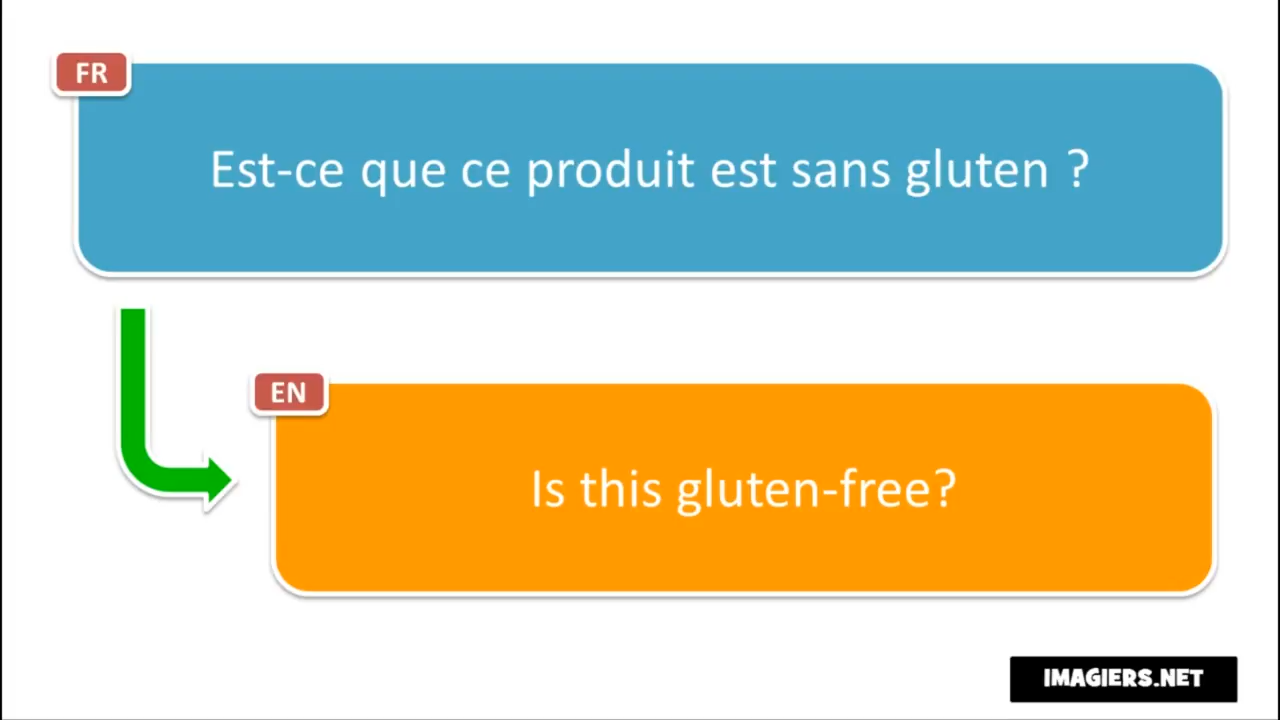 FR
Est-ce que ce produit est sans gluten ?
EN
Is this gluten-free?
IMAGIERS.NET